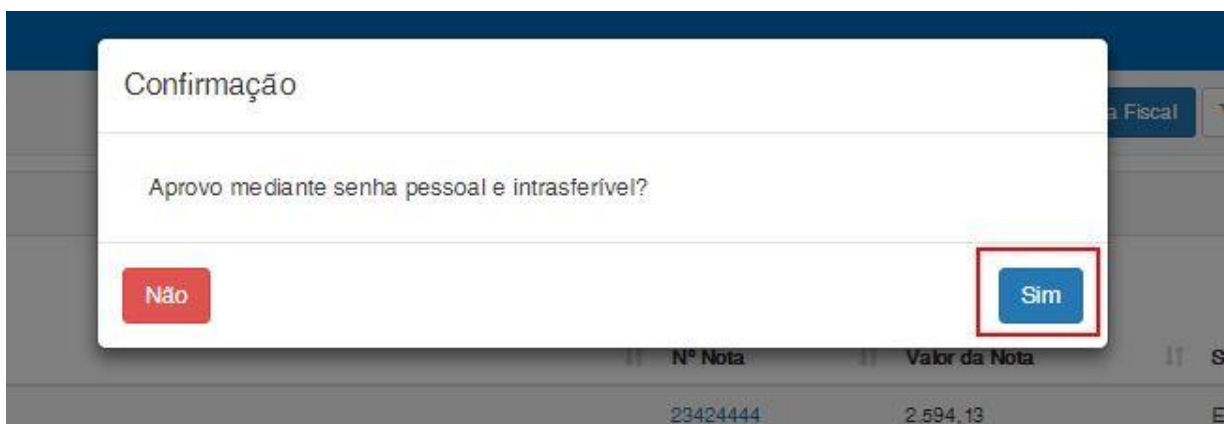 Confirmação
a Fiscal
Aprovo mediante senha pessoal e intrasferível?
Não
Sim
Nº Nota
Valor da Nota
S
23424444
2.594,13
E